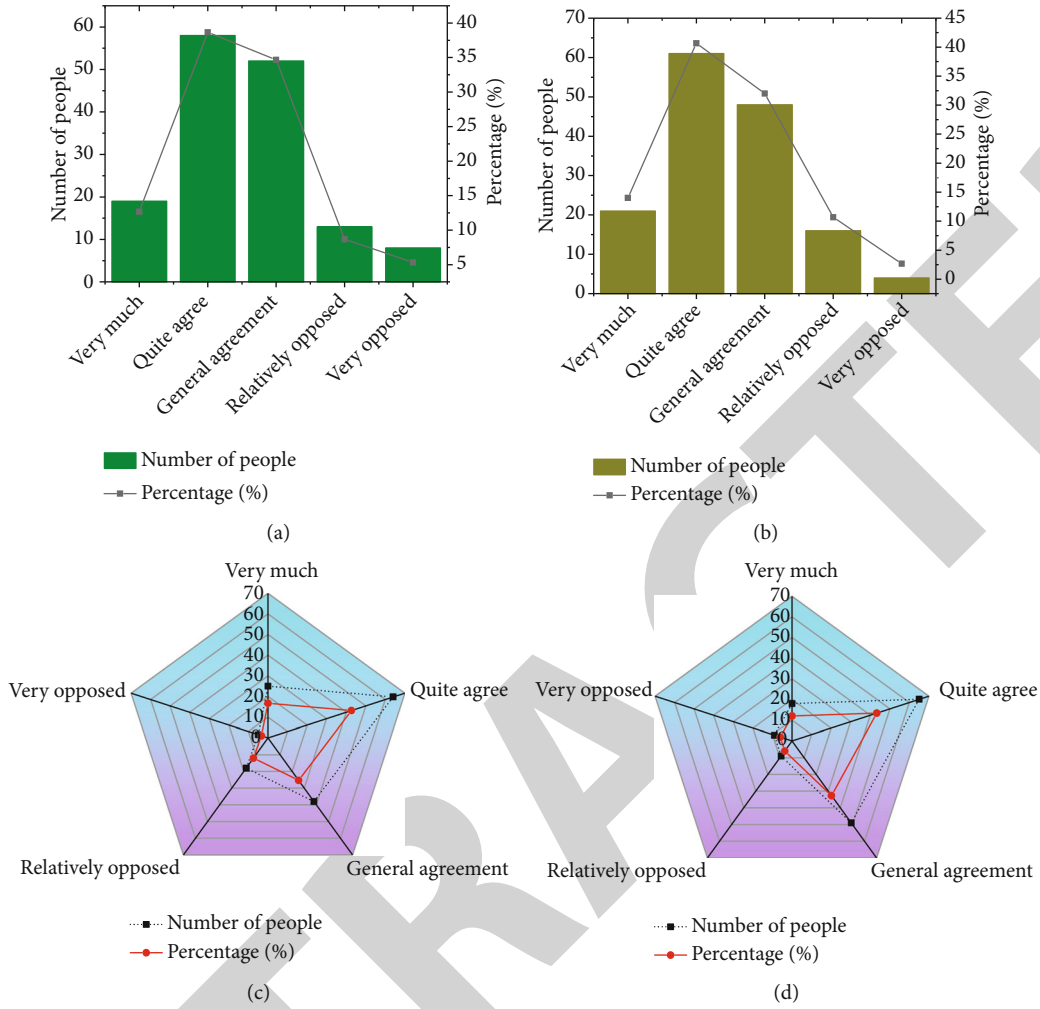 60
50
40
30
20
10
0
Number of people
40
35
30
25
20
15
10
5
Percentage (%)
Very much
Quite agree
General agreement
Relatively opposed
Very opposed
Number of people
Percentage (%)
(a)
70
60
50
40
30
20
10
0
Number of people
45
40
35
30
25
20
15
10
5
0
Percentage (%)
Very much
Quite agree
General agreement
Relatively opposed
Very opposed
Number of people
Percentage (%)
(b)
Very much
70
60
50
40
30
20
10
0
Very opposed
Quite agree
Relatively opposed
General agreement
Number of people
Percentage (%)
(c)
Very much
70
60
50
40
30
20
10
0
Very opposed
Quite agree
Relatively opposed
General agreement
Number of people
Percentage (%)
(d)
TRACTE